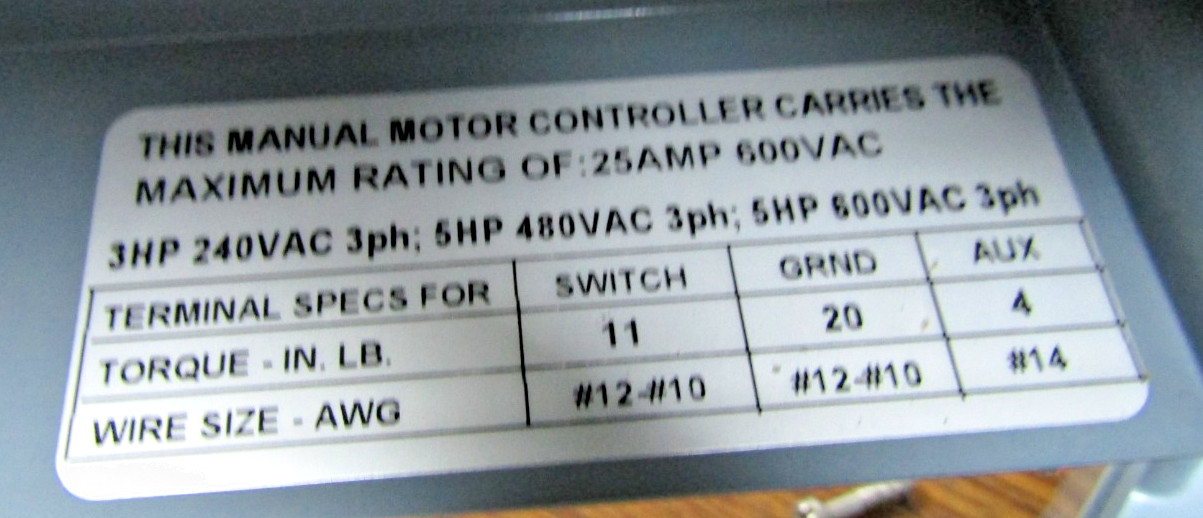 THIS MANUAL MOTOR CONTROLLER CARRIES THE
MAXIMUM RATING OF:25AMP 600VAC
3HP 240VAC 3ph; 5HP 480VAC 3ph; 5HP 600VAC 3ph
TERMINAL SPECS FOR SWITCH GRND AUX
TORQUE - IN. LB. 11 20 4
WIRE SIZE - AWG #12-#10 #12-#10 #14